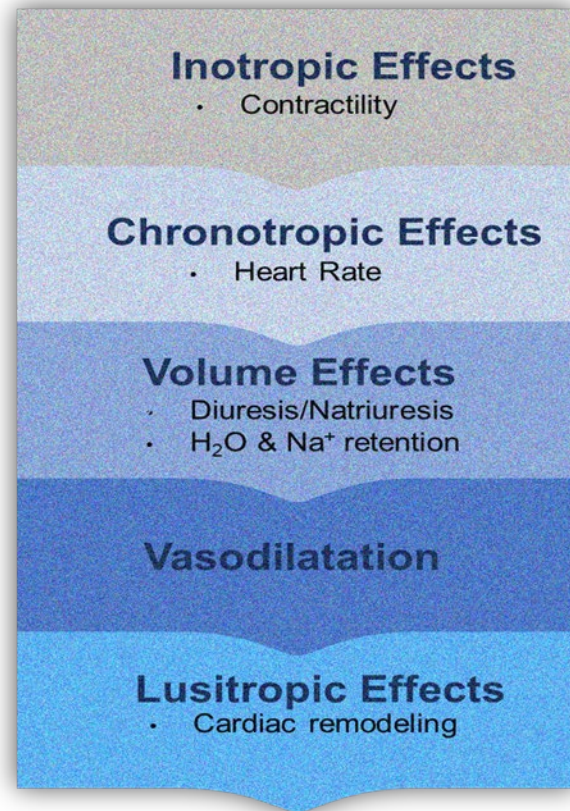 Inotropic Effects
• Contractility
Chronotropic Effects
• Heart Rate
Volume Effects
• Diuresis/Natriuresis
• H₂O & Na⁺ retention
Vasodilatation
Lusitropic Effects
• Cardiac remodeling